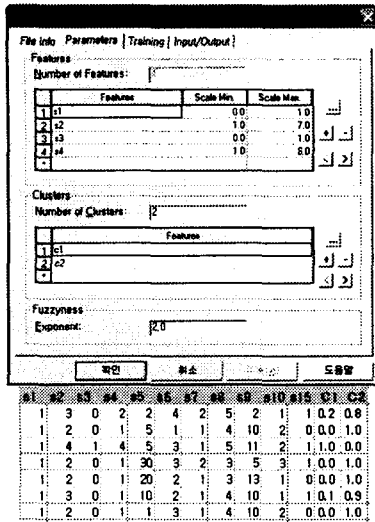 File Info Parameters Training Input/Output
Features
Number of Features:
Features Scale Min. Scale Max.
1 s1 0.0 1.0 ...
2 s2 1.0 7.0
3 s3 0.0 1.0 + -
4 s4 1.0 8.0
* < >
Clusters
Number of Clusters: 2
Features
1 c1 ...
2 c2 + -
* < >
Fuzzyness
Exponent: 2.0
확인 취소 도움말
s1 s2 s3 s4 s5 s6 s7 s8 s9 s10 s15 C1 C2
1 3 0 2 2 4 2 5 2 1 1 0.2 0.8
1 2 0 1 5 1 1 4 10 2 0 0.0 1.0
1 4 1 4 5 3 1 5 11 2 1 1.0 0.0
1 2 0 1 30 3 2 3 5 3 1 0.0 1.0
1 2 0 1 20 2 1 3 13 1 0 0.0 1.0
1 3 0 1 10 2 1 4 10 1 1 0.1 0.9
1 2 0 1 1 3 1 4 10 2 0 0.0 1.0